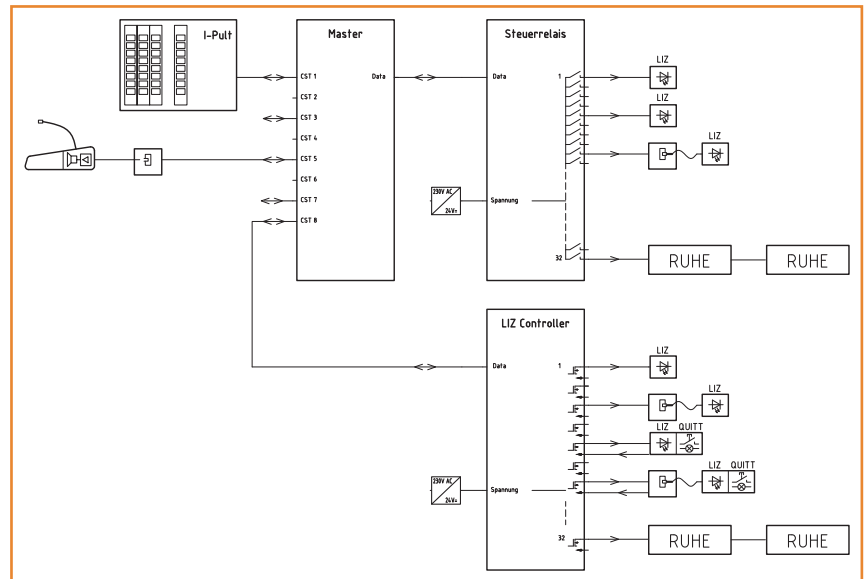 I-Pult
Master
CST 1
Data
CST 2
CST 3
CST 4
CST 5
CST 6
CST 7
CST 8
Steuerrelais
Data
1
230V AC
24V=
Spannung
32
LIZ
LIZ
LIZ
RUHE
RUHE
LIZ Controller
Data
1
230V AC
24V=
Spannung
32
LIZ
LIZ
LIZ QUITT
LIZ QUITT
RUHE
RUHE